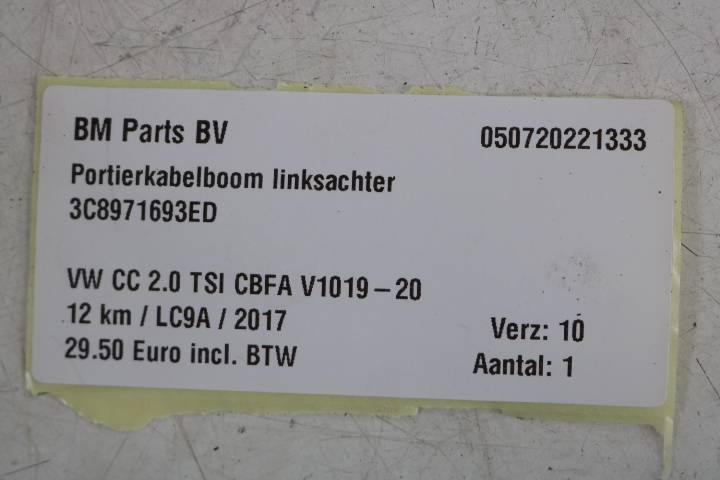 BM Parts BV 050720221333
Portierkabelboom linksachter
3C8971693ED
VW CC 2.0 TSI CBFA V1019-20
12 km / LC9A / 2017 Verz: 10
29.50 Euro incl. BTW Aantal: 1